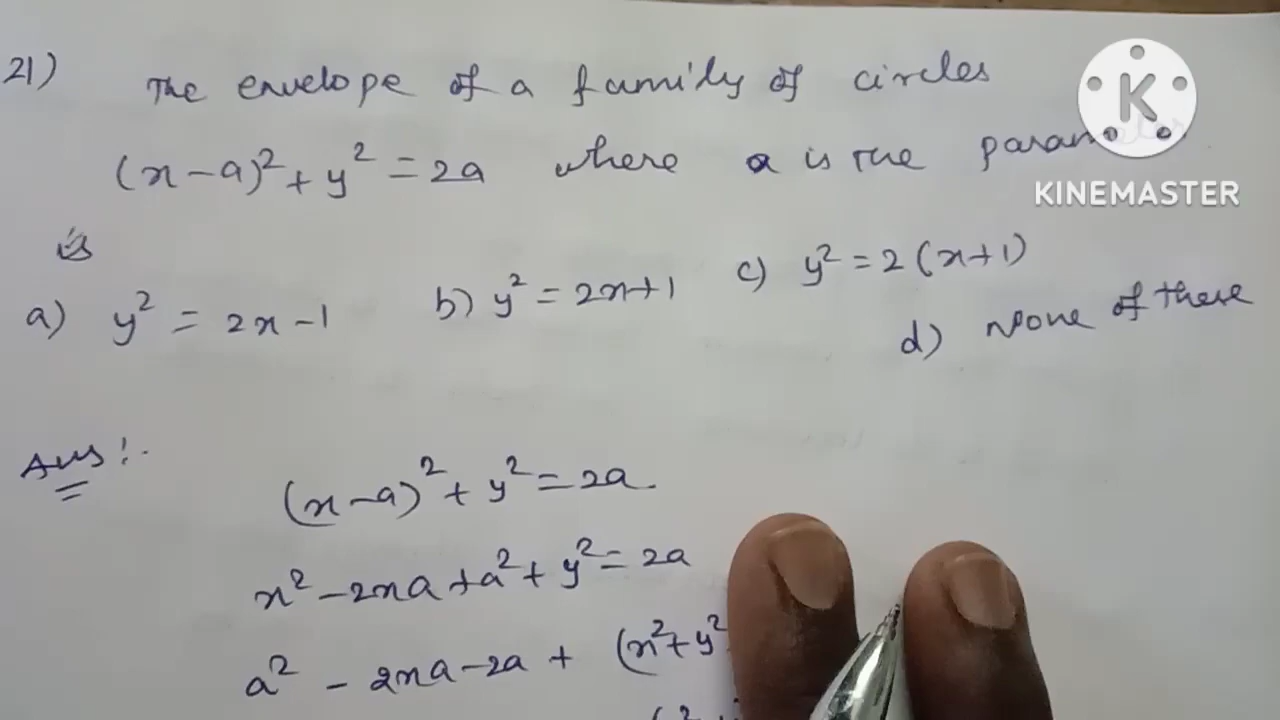 21) The envelope of a family of circles
(x-a)² + y² = 2a where a is the
is
a) y² = 2x-1 b) y² = 2x+1 c) y² = 2(x+1)
d) None of these
K
KINEMASTER
Ans:-
(x-a)² + y² = 2a.
x² - 2xa + a² + y² = 2a
a² - 2xa - 2a + (x² + y²